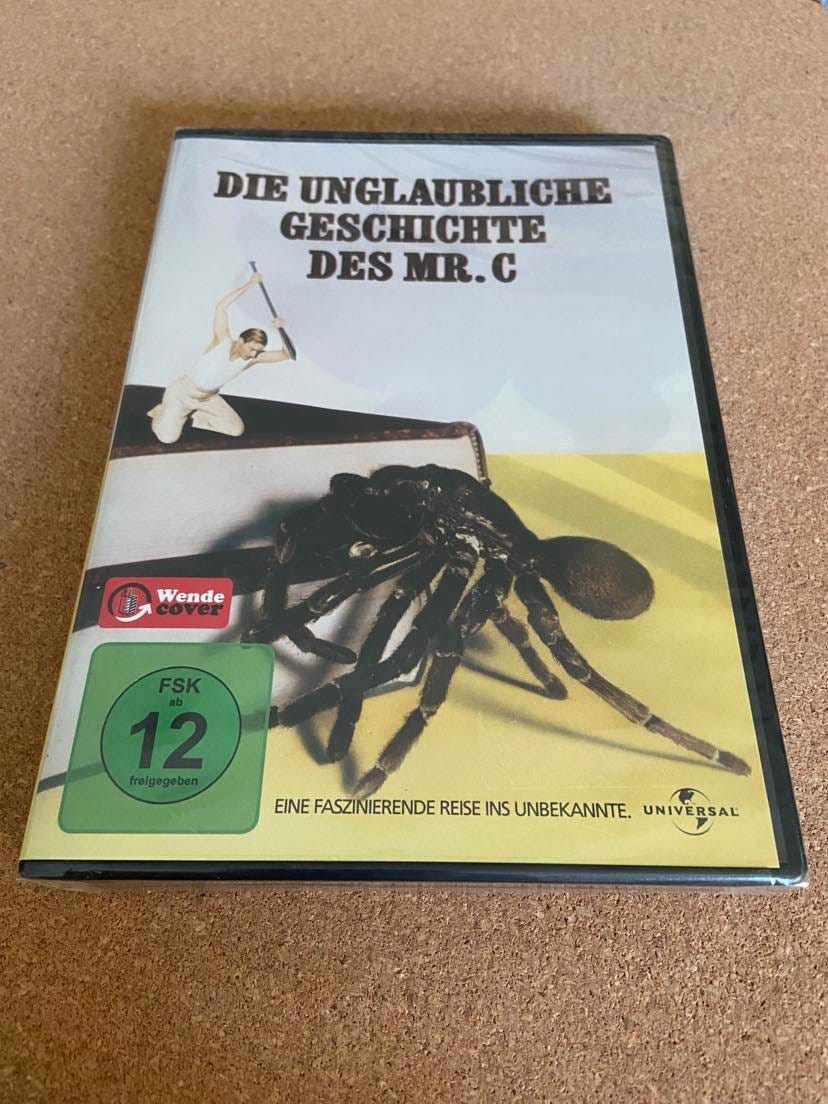 DIE UNGLAUBLICHE
GESCHICHTE
DES MR. C
Wende
cover
FSK
ab
12
freigegeben
EINE FASZINIERENDE REISE INS UNBEKANNTE.
UNIVERSAL